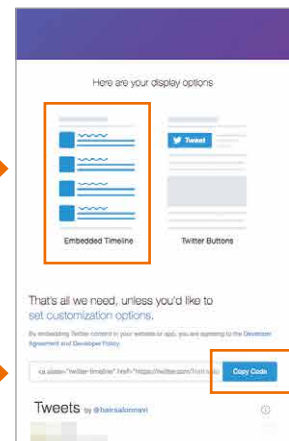 Here are your display options
Tweet
Embedded Timeline
Twitter Buttons
That's all we need, unless you'd like to
set customization options.
By embedding Twitter content in your website or app, you are agreeing to the Developer
Agreement and Developer Policy.
<a class="twitter-timeline" href="https://twitter.com/
Copy Code
Tweets by @hairsalonnavi